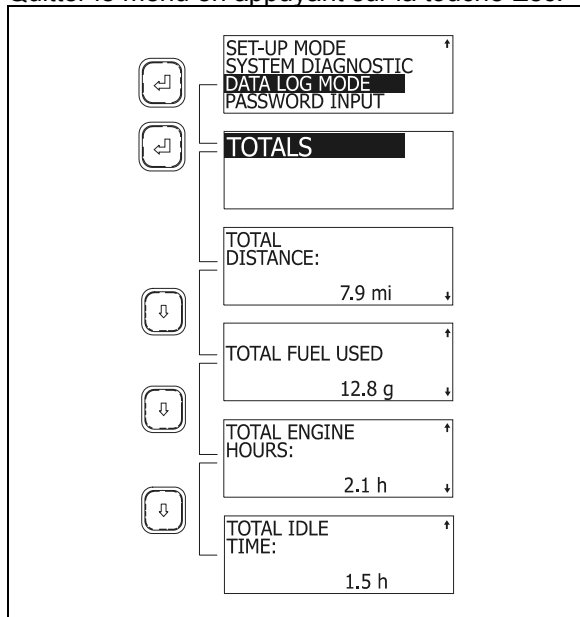 Quitter le menu en appuyant sur la touche Esc.
SET-UP MODE
SYSTEM DIAGNOSTIC
DATA LOG MODE
PASSWORD INPUT
TOTALS
TOTAL
DISTANCE:
7.9 mi
TOTAL FUEL USED
12.8 g
TOTAL ENGINE
HOURS:
2.1 h
TOTAL IDLE
TIME:
1.5 h